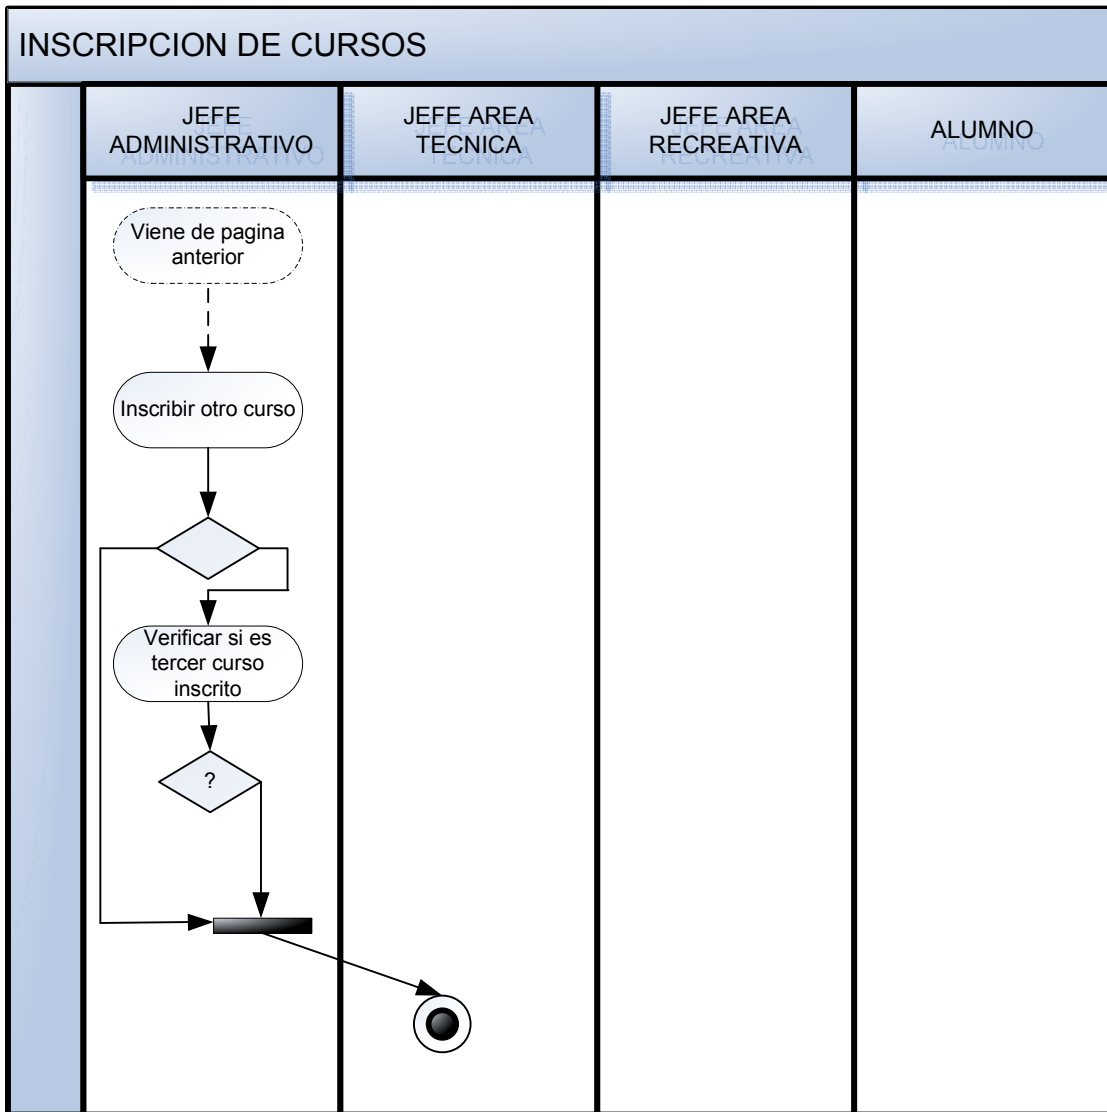 INSCRIPCION DE CURSOS
JEFE
ADMINISTRATIVO
JEFE AREA
TECNICA
JEFE AREA
RECREATIVA
ALUMNO
Viene de pagina
anterior
Inscribir otro curso
Verificar si es
tercer curso
inscrito
?